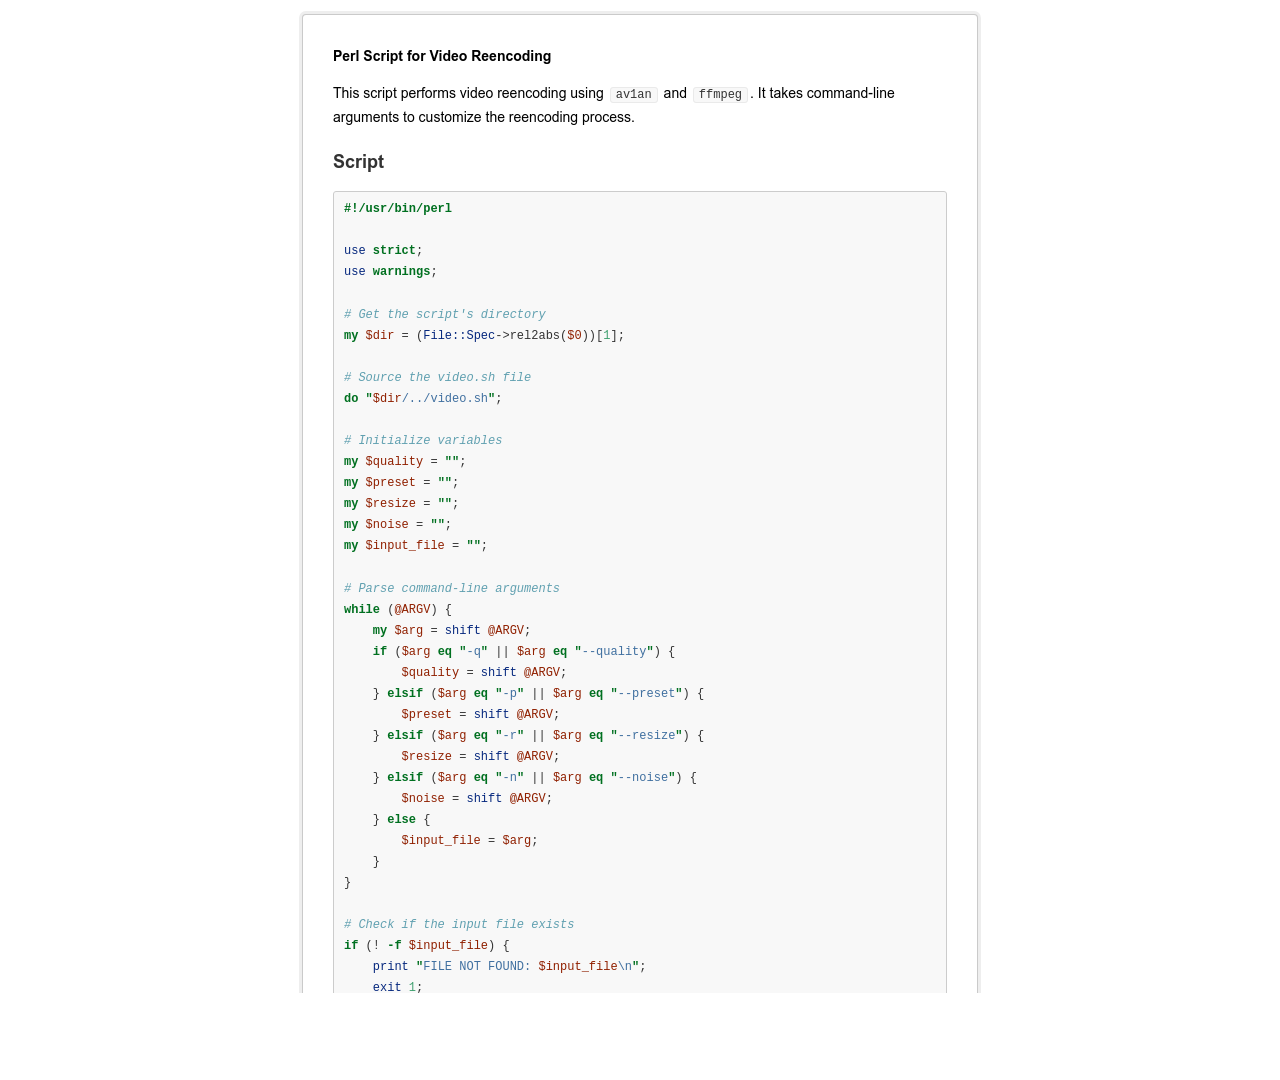 Perl Script for Video Reencoding
This script performs video reencoding using av1an and ffmpeg. It takes command-line
arguments to customize the reencoding process.
Script
#!/usr/bin/perl
use strict;
use warnings;
# Get the script's directory
my $dir = (File::Spec->rel2abs($0))[1];
# Source the video.sh file
do "$dir/../video.sh";
# Initialize variables
my $quality = "";
my $preset = "";
my $resize = "";
my $noise = "";
my $input_file = "";
# Parse command-line arguments
while (@ARGV) {
    my $arg = shift @ARGV;
    if ($arg eq "-q" || $arg eq "--quality") {
        $quality = shift @ARGV;
    } elsif ($arg eq "-p" || $arg eq "--preset") {
        $preset = shift @ARGV;
    } elsif ($arg eq "-r" || $arg eq "--resize") {
        $resize = shift @ARGV;
    } elsif ($arg eq "-n" || $arg eq "--noise") {
        $noise = shift @ARGV;
    } else {
        $input_file = $arg;
    }
}
# Check if the input file exists
if (! -f $input_file) {
    print "FILE NOT FOUND: $input_file\n";
    exit 1;